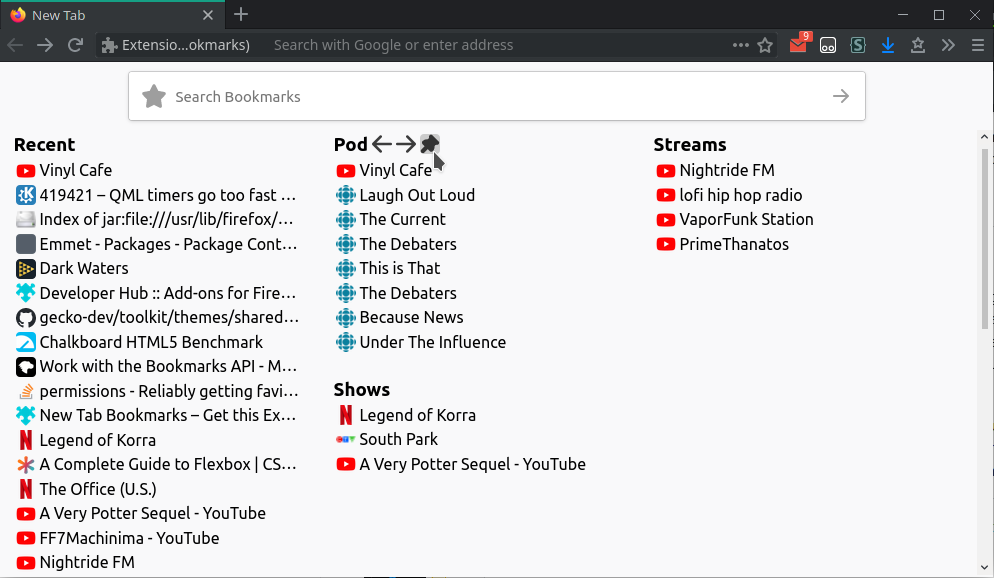 New Tab
Extensio...okmarks)
Search with Google or enter address
9
Search Bookmarks
Recent
Vinyl Cafe
419421 – QML timers go too fast ...
Index of jar:file:///usr/lib/firefox/...
Emmet - Packages - Package Cont...
Dark Waters
Developer Hub :: Add-ons for Fire...
gecko-dev/toolkit/themes/shared...
Chalkboard HTML5 Benchmark
Work with the Bookmarks API - M...
permissions - Reliably getting favi...
New Tab Bookmarks – Get this Ex...
Legend of Korra
A Complete Guide to Flexbox | CS...
The Office (U.S.)
A Very Potter Sequel - YouTube
FF7Machinima - YouTube
Nightride FM
Pod
Vinyl Cafe
Laugh Out Loud
The Current
The Debaters
This is That
The Debaters
Because News
Under The Influence
Shows
Legend of Korra
South Park
A Very Potter Sequel - YouTube
Streams
Nightride FM
lofi hip hop radio
VaporFunk Station
PrimeThanatos